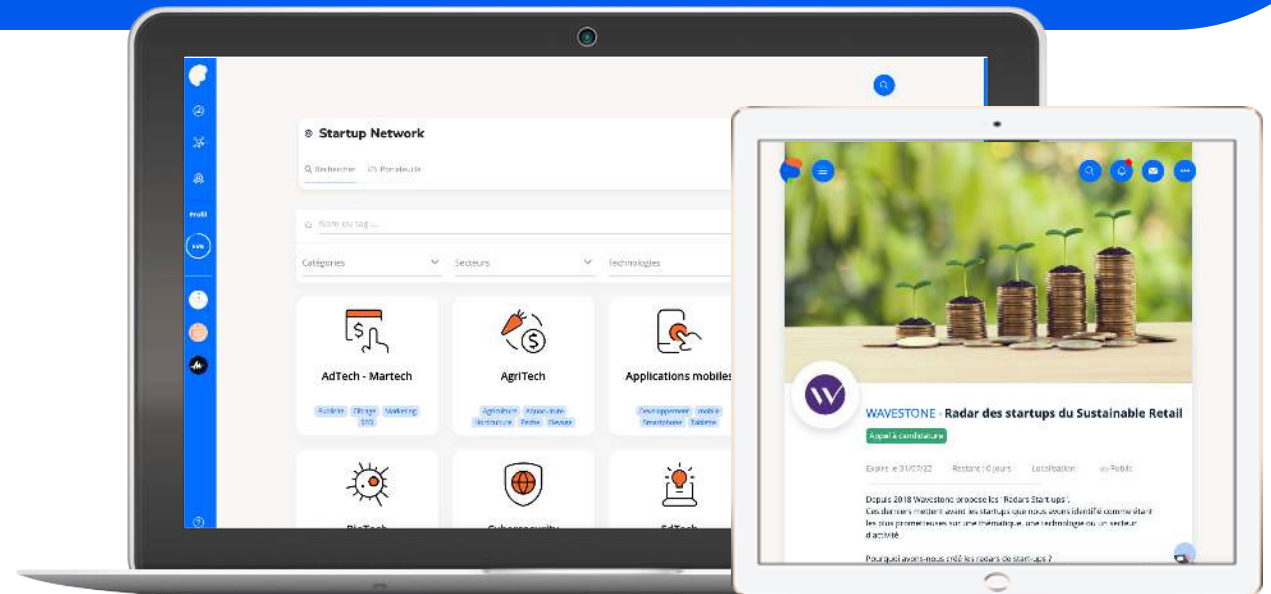 Startup Network
Rechercher Portefeuille
Profil
Nom ou tag ...
Catégories Secteurs Technologies
AdTech - Martech
Publicité Ciblage Marketing
SEO
AgriTech
Agriculture Aquaculture
Horticulture Pêche Élevage
Applications mobiles
Développement mobile
Smartphone Tablette
BioTech Cybersecurity EdTech
W
WAVESTONE - Radar des startups du Sustainable Retail
Appel à candidature
Expire le 31/07/22 Restant : 6 jours Localisation Public
Depuis 2018 Wavestone propose les "Radars Start-ups".
Ces derniers mettent avant les startups que nous avons identifié comme étant
les plus prometteuses sur une thématique, une technologie ou un secteur
d'activité
Pourquoi avons-nous créé les radars de start-ups ?